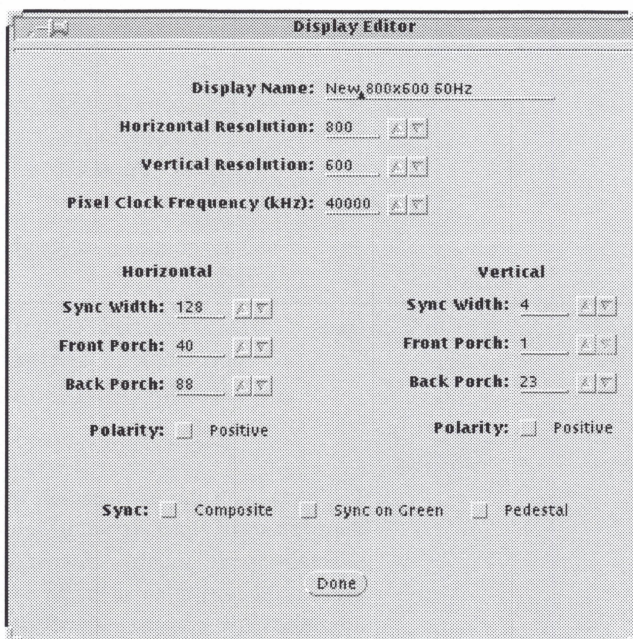 Display Editor
Display Name: New 800x600 60Hz
Horizontal Resolution: 800
Vertical Resolution: 600
Pixel Clock Frequency (kHz): 40000
Horizontal
Sync Width: 128
Front Porch: 40
Back Porch: 88
Polarity: Positive
Vertical
Sync Width: 4
Front Porch: 1
Back Porch: 23
Polarity: Positive
Sync: Composite Sync on Green Pedestal
Done